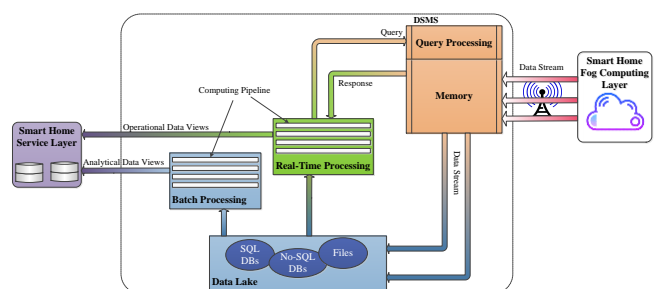 DSMS
Query
Query Processing
Data Stream
Smart Home
Fog Computing
Layer
Response
Memory
Computing Pipeline
Operational Data Views
Smart Home
Service Layer
Analytical Data Views
Real-Time Processing
Data Stream
Batch Processing
SQL
DBs
No-SQL
DBs
Files
Data Lake